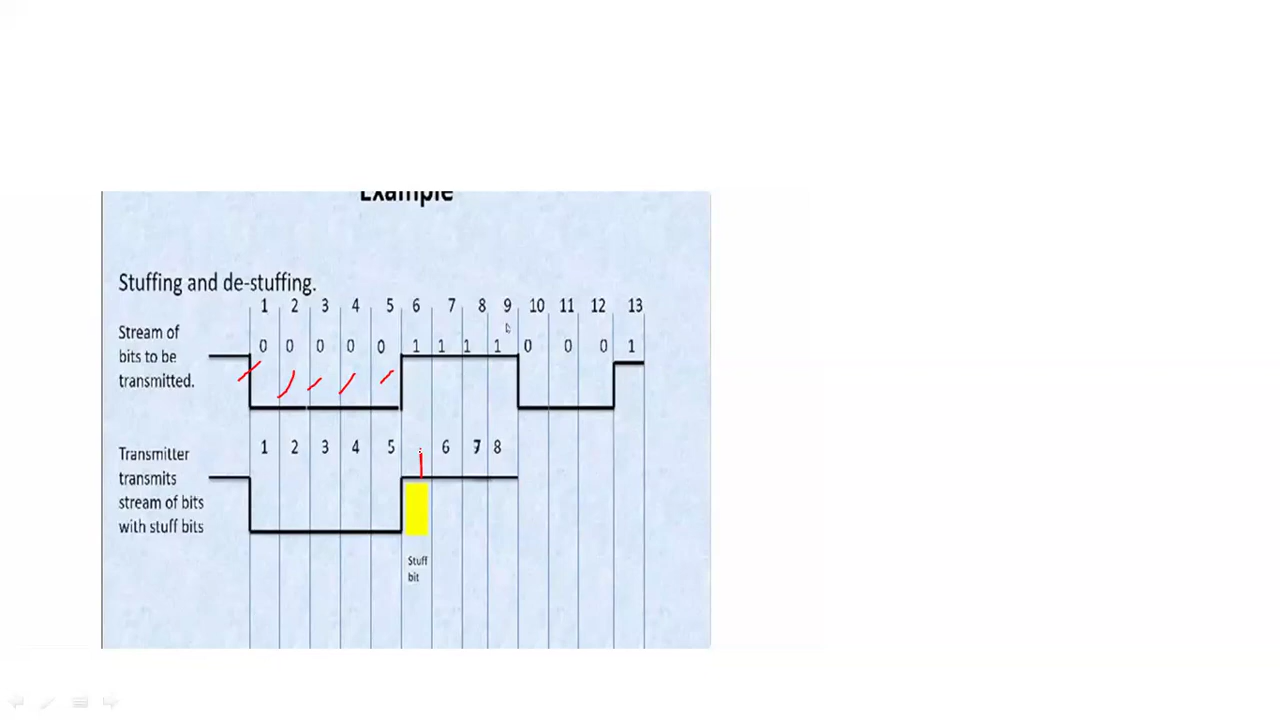 Example
Stuffing and de-stuffing.
1 2 3 4 5 6 7 8 9 10 11 12 13
Stream of
bits to be
transmitted.
0 0 0 0 0 1 1 1 1 0 0 0 1
Transmitter
transmits
stream of bits
with stuff bits
1 2 3 4 5 6 7 8
Stuff
bit